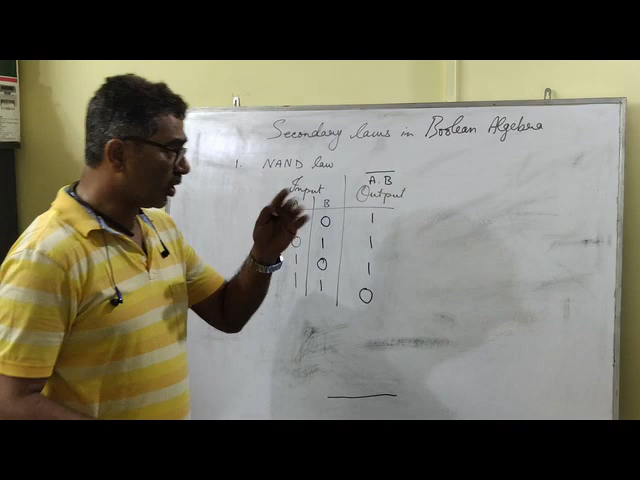 Secondary laws in Boolean Algebra
1. NAND law
Input A.B
B Output
0 1
0 1 1
1 0 1
1 1 0